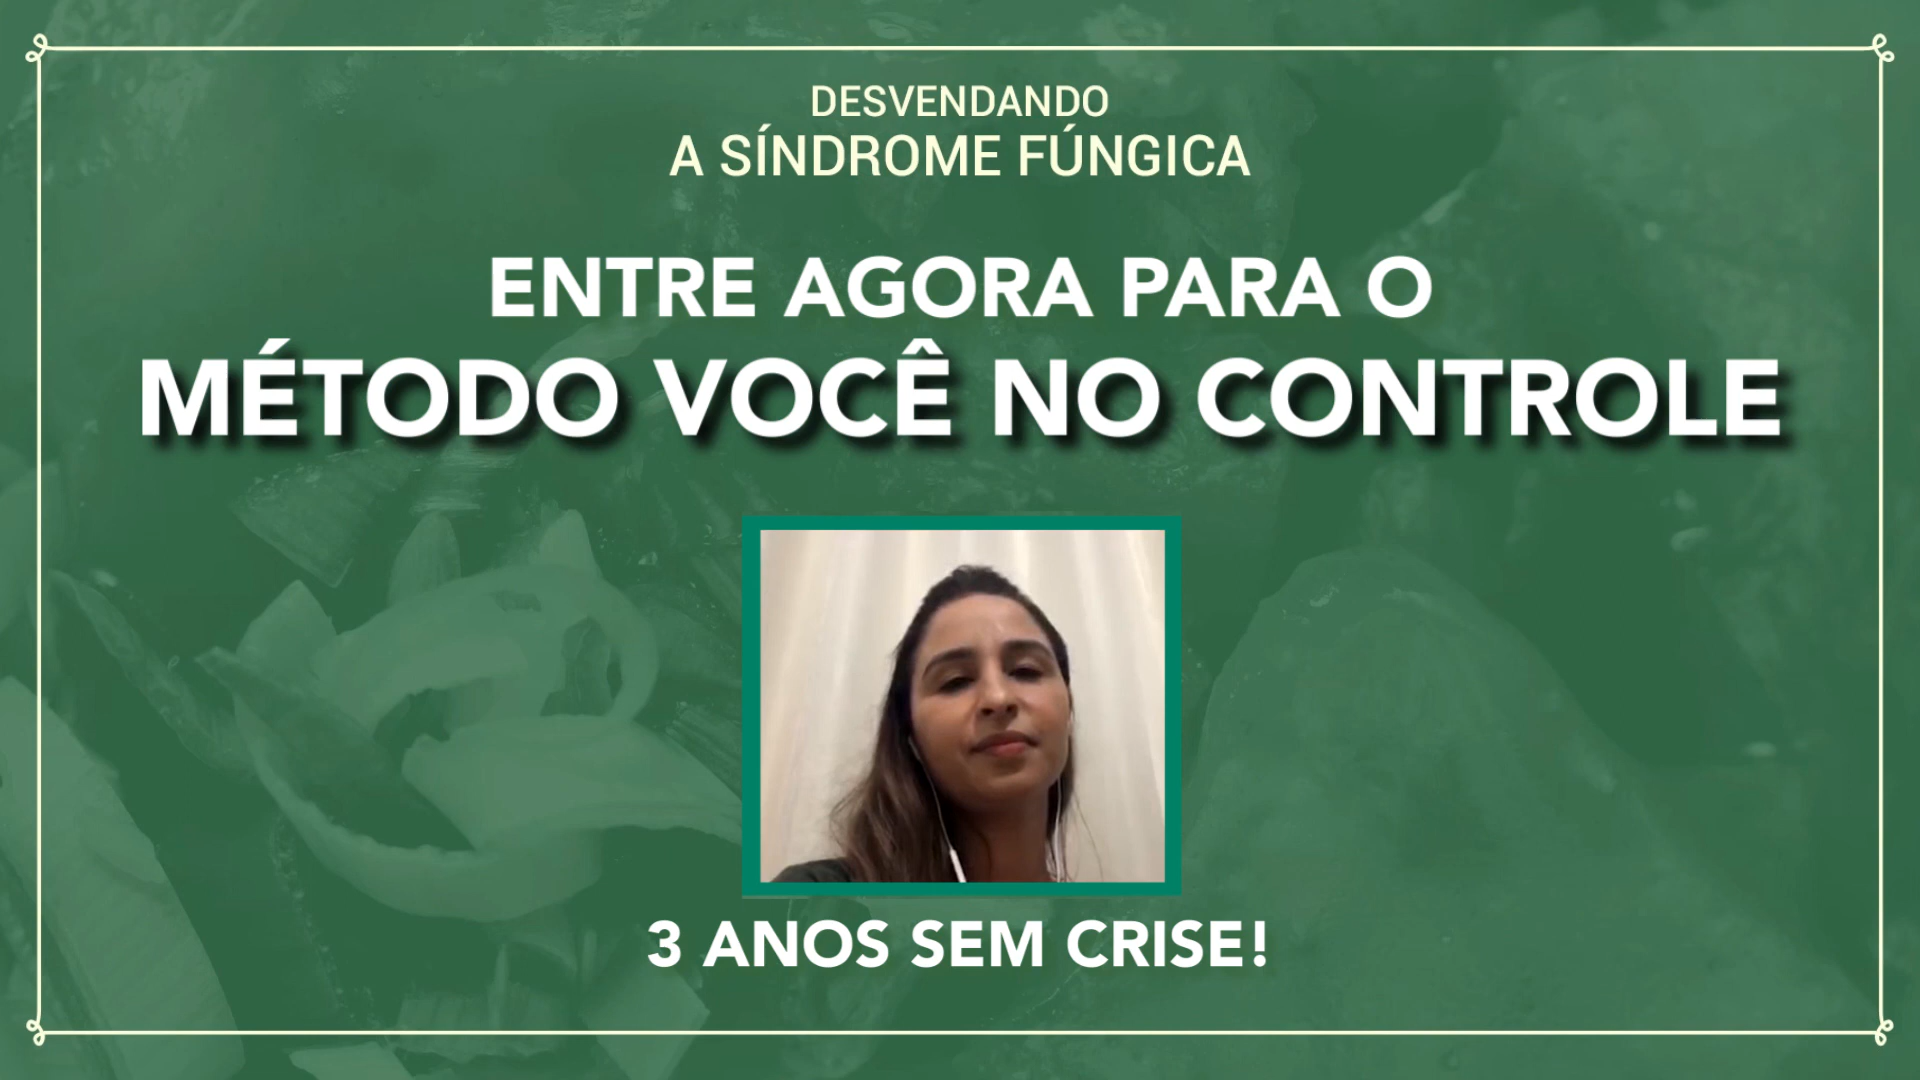 DESVENDANDO
A SÍNDROME FÚNGICA
ENTRE AGORA PARA O
MÉTODO VOCÊ NO CONTROLE
3 ANOS SEM CRISE!